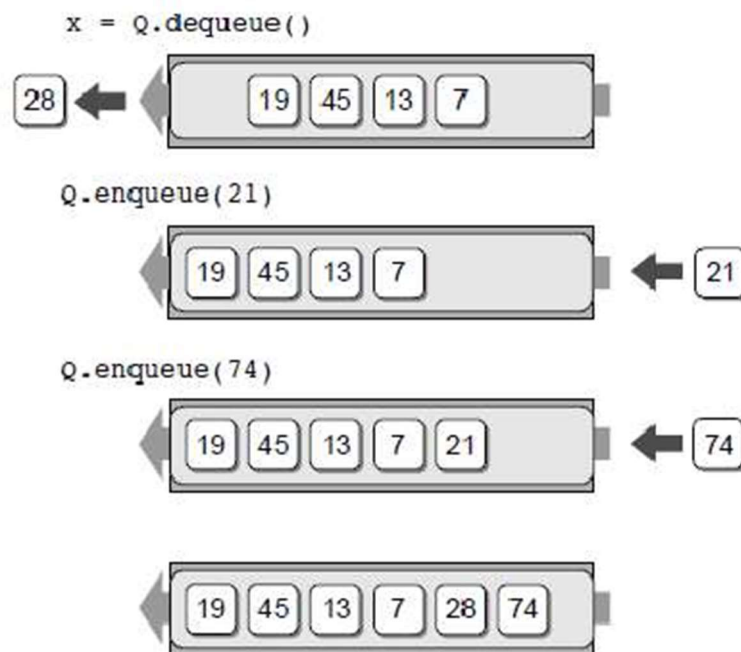 x = Q.dequeue()
28 19 45 13 7
Q.enqueue(21)
19 45 13 7 21
Q.enqueue(74)
19 45 13 7 21 74
19 45 13 7 28 74